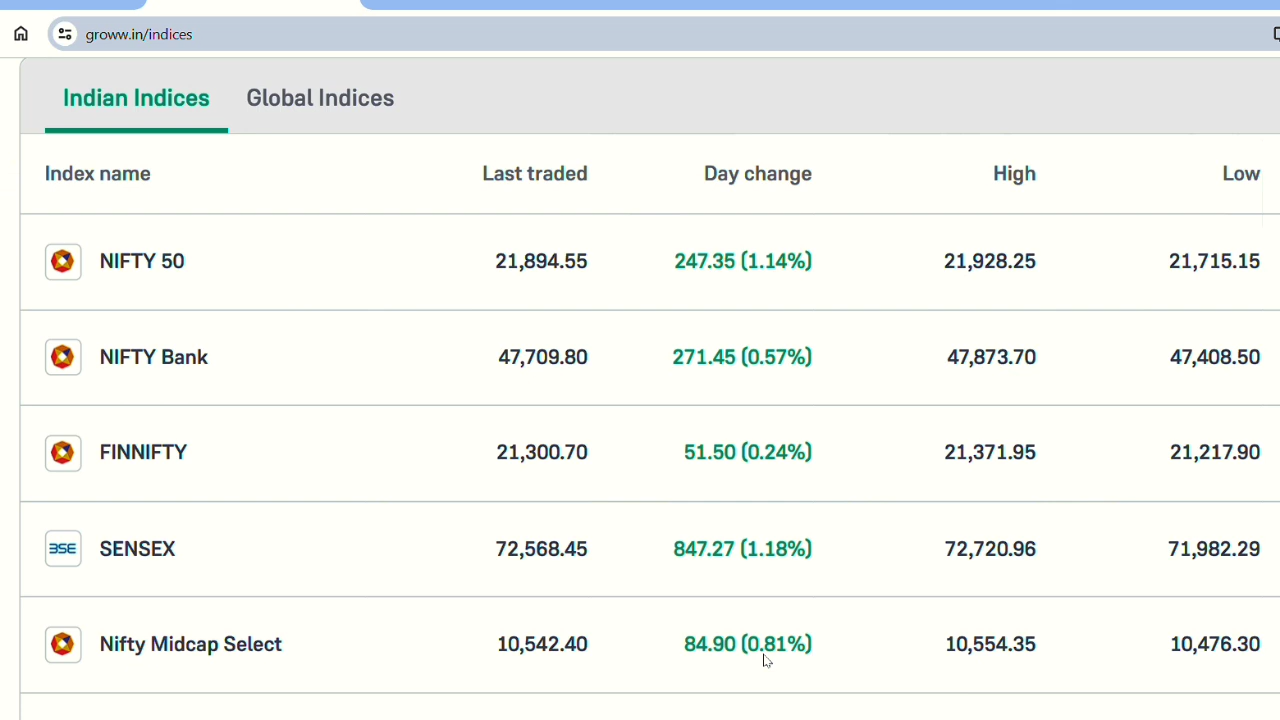 groww.in/indices
Indian Indices Global Indices
Index name Last traded Day change High Low
NIFTY 50 21,894.55 247.35 (1.14%) 21,928.25 21,715.15
NIFTY Bank 47,709.80 271.45 (0.57%) 47,873.70 47,408.50
FINNIFTY 21,300.70 51.50 (0.24%) 21,371.95 21,217.90
BSE SENSEX 72,568.45 847.27 (1.18%) 72,720.96 71,982.29
Nifty Midcap Select 10,542.40 84.90 (0.81%) 10,554.35 10,476.30